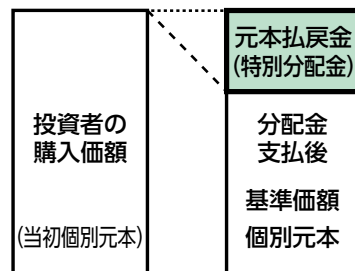 投資者の
購入価額
(当初個別元本)
元本払戻金
(特別分配金)
分配金
支払後
基準価額
個別元本